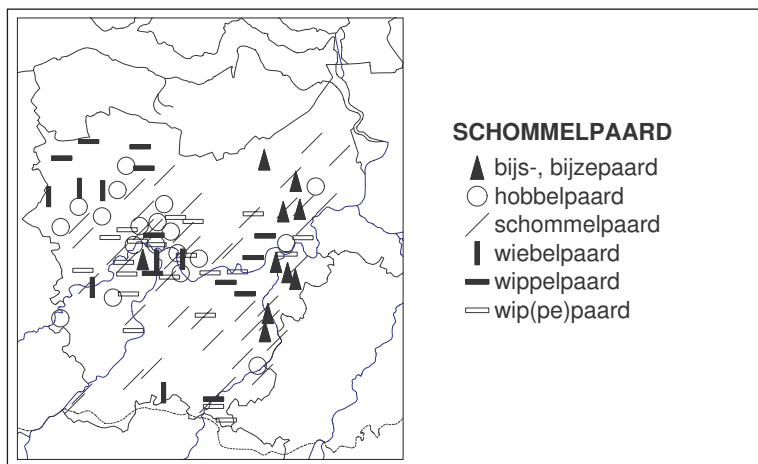 SCHOMMELPAARD
bijs-, bijzepaard
hobbelpaard
schommelpaard
wiebelpaard
wippelpaard
wip(pe)paard